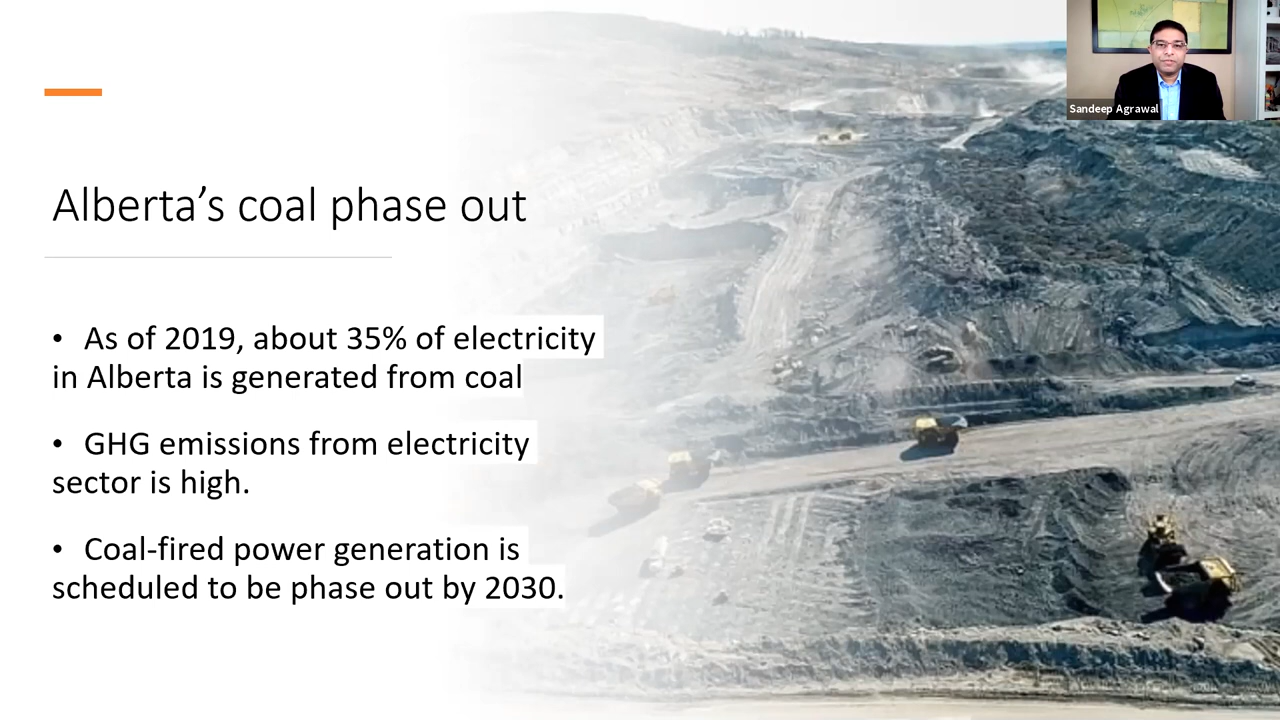 Sandeep Agrawal
Alberta’s coal phase out
• As of 2019, about 35% of electricity
in Alberta is generated from coal
• GHG emissions from electricity
sector is high.
• Coal-fired power generation is
scheduled to be phase out by 2030.